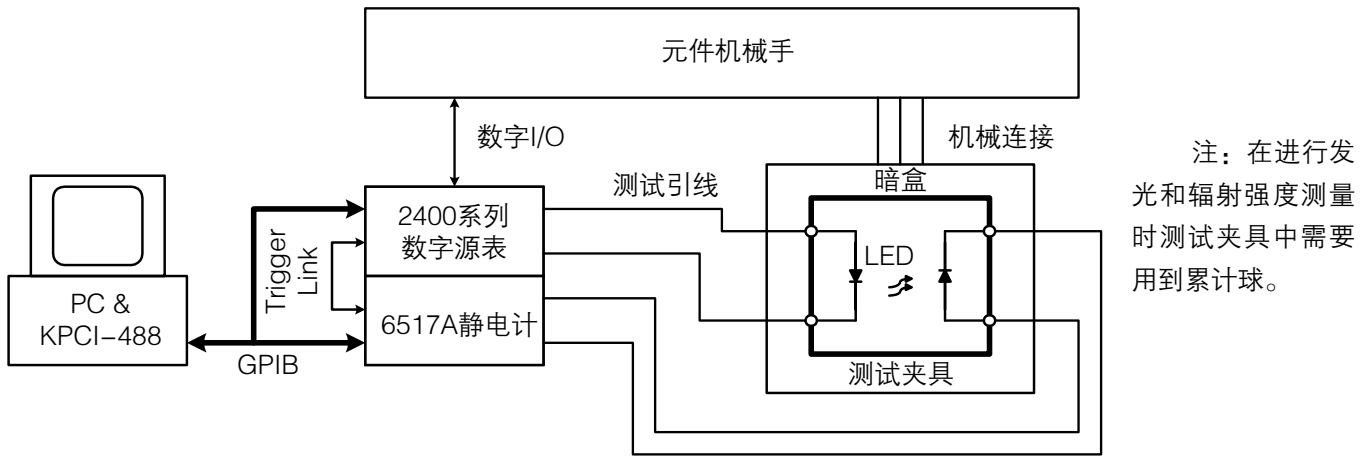 元件机械手
数字I/O
机械连接
测试引线
暗盒
2400系列
数字源表
Trigger
Link
LED
PC &
KPCI-488
6517A静电计
GPIB
测试夹具
注：在进行发
光和辐射强度测量
时测试夹具中需要
用到累计球。